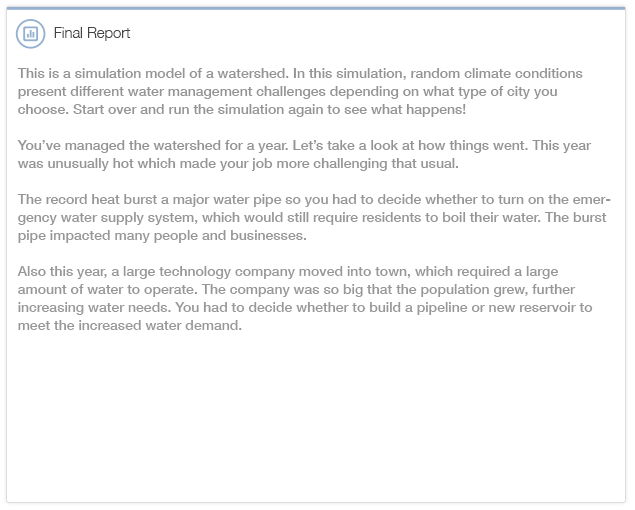 Final Report
This is a simulation model of a watershed. In this simulation, random climate conditions
present different water management challenges depending on what type of city you
choose. Start over and run the simulation again to see what happens!
You’ve managed the watershed for a year. Let’s take a look at how things went. This year
was unusually hot which made your job more challenging that usual.
The record heat burst a major water pipe so you had to decide whether to turn on the emer-
gency water supply system, which would still require residents to boil their water. The burst
pipe impacted many people and businesses.
Also this year, a large technology company moved into town, which required a large
amount of water to operate. The company was so big that the population grew, further
increasing water needs. You had to decide whether to build a pipeline or new reservoir to
meet the increased water demand.